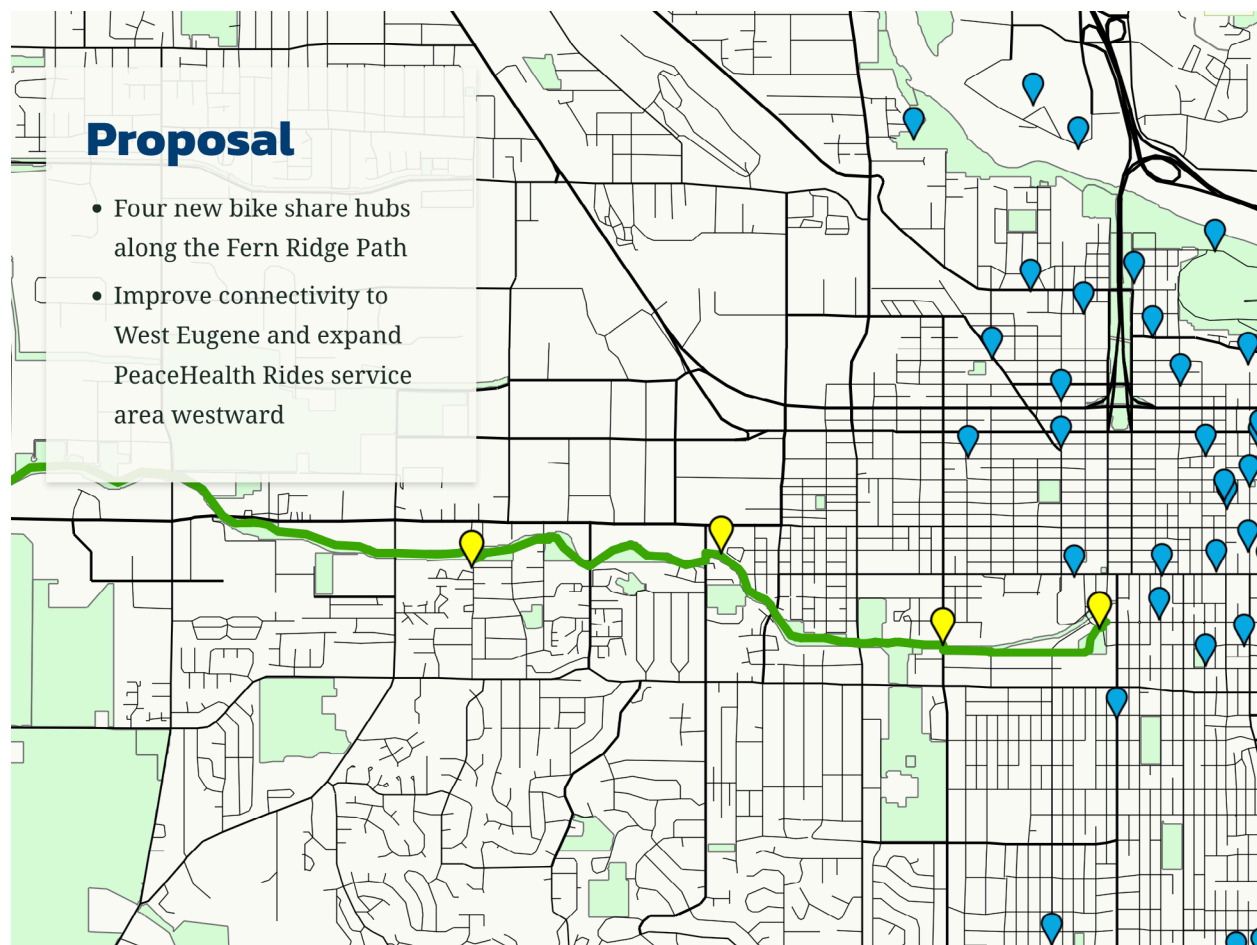 Proposal
• Four new bike share hubs
along the Fern Ridge Path
• Improve connectivity to
West Eugene and expand
PeaceHealth Rides service
area westward